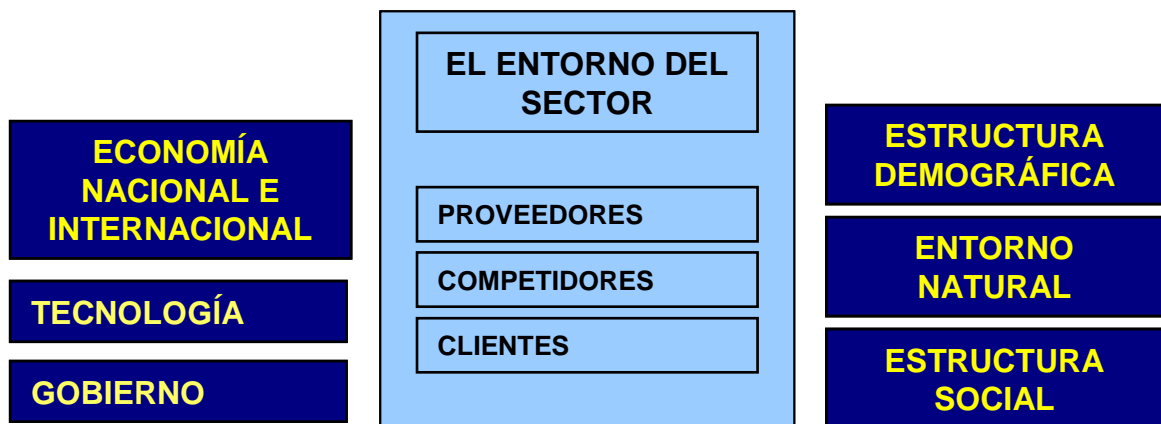 ECONOMÍA
NACIONAL E
INTERNACIONAL
TECNOLOGÍA
GOBIERNO
EL ENTORNO DEL
SECTOR
PROVEEDORES
COMPETIDORES
CLIENTES
ESTRUCTURA
DEMOGRÁFICA
ENTORNO
NATURAL
ESTRUCTURA
SOCIAL